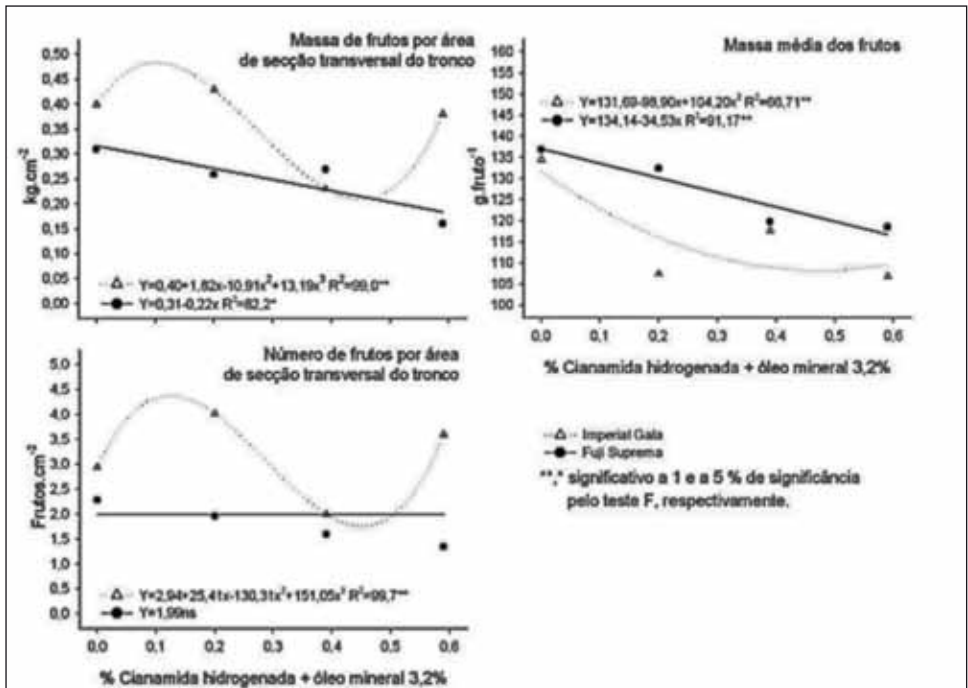 Massa de frutos por área
de secção transversal do tronco
kg.cm-2
0,50
0,45
0,40
0,35
0,30
0,25
0,20
0,15
0,10
0,05
0,00
Y=0,40+1,82x-10,91x2+13,19x3 R2=99,0**
Y=0,31-0,22x R2=82,2*
Massa média dos frutos
g.fruto-1
160
155
150
145
140
135
130
125
120
115
110
105
100
Y=131,69-98,90x+104,20x2 R2=66,71**
Y=134,14-34,53x R2=91,17**
0,0 0,1 0,2 0,3 0,4 0,5 0,6
% Cianamida hidrogenada + óleo mineral 3,2%
Número de frutos por área
de secção transversal do tronco
Frutos.cm-2
5,0
4,5
4,0
3,5
3,0
2,5
2,0
1,5
1,0
0,5
0,0
Y=2,94+25,41x-130,31x2+151,05x3 R2=99,7**
Y=1,99ns
0,0 0,1 0,2 0,3 0,4 0,5 0,6
% Cianamida hidrogenada + óleo mineral 3,2%
Imperial Gala
Fuji Suprema
**,* significativo a 1 e a 5 % de significância
pelo teste F, respectivamente.